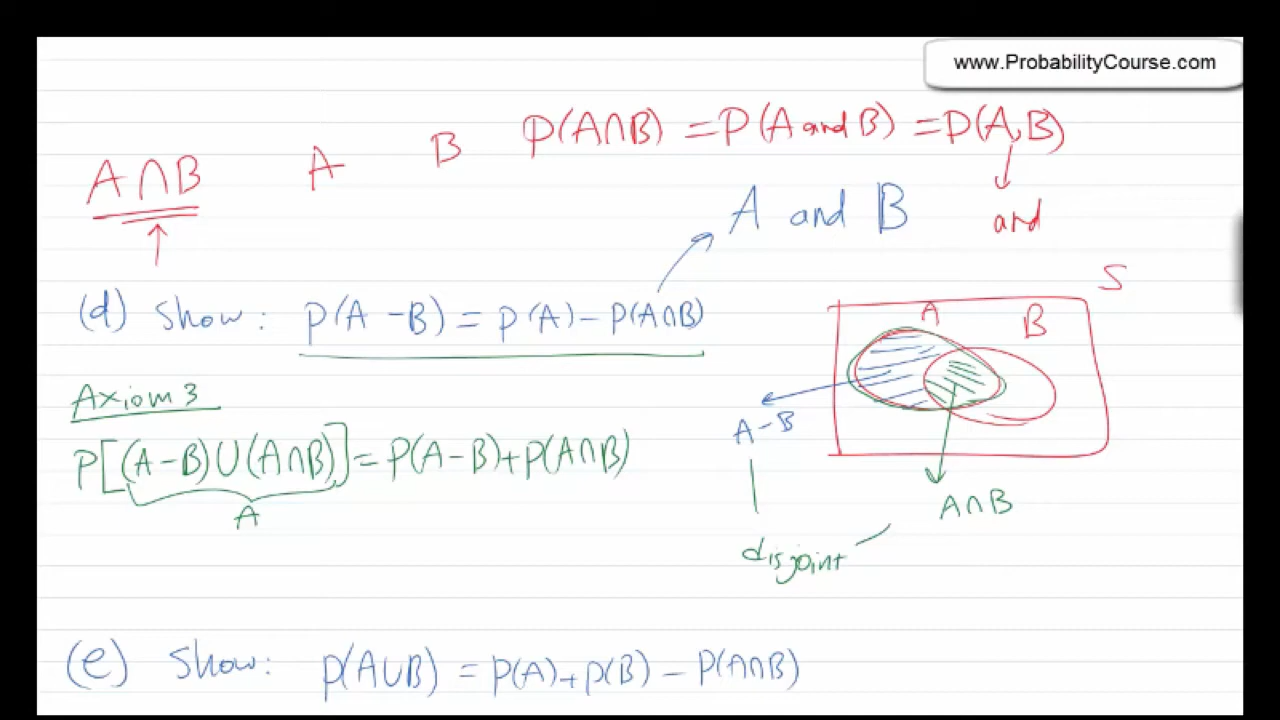 www.ProbabilityCourse.com
A∩B A B P(A∩B) = P(A and B) = P(A,B)
and
A and B
(d) Show: P(A-B) = P(A) - P(A∩B)
S
A B
Axiom 3
A-B
P[(A-B)∪(A∩B)] = P(A-B)+P(A∩B)
A
A∩B
disjoint
(e) Show: P(A∪B) = P(A)+P(B) - P(A∩B)